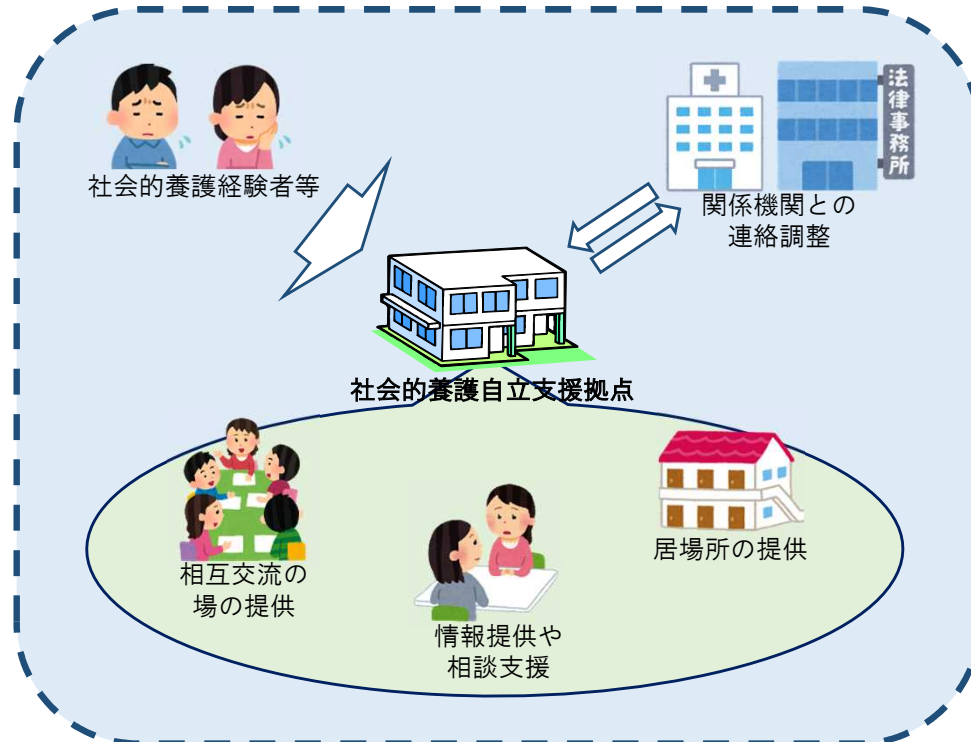 法律事務所
社会的養護経験者等
関係機関との
連絡調整
社会的養護自立支援拠点
相互交流の
場の提供
情報提供や
相談支援
居場所の提供